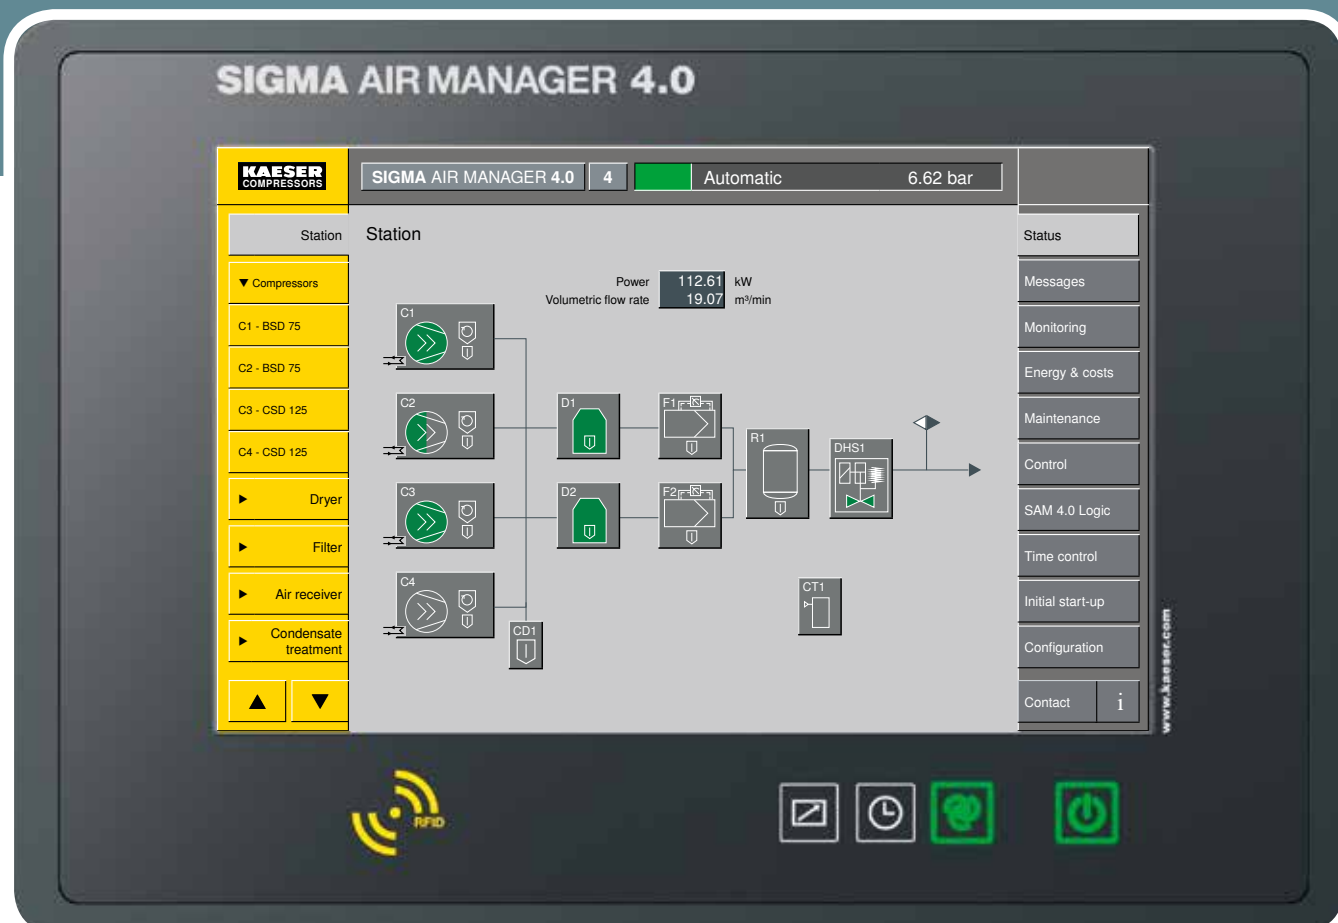 SIGMA AIR MANAGER 4.0
KAESER
COMPRESSORS
SIGMA AIR MANAGER 4.0
4
Automatic
6.62 bar
Station
▼ Compressors
C1 - BSD 75
C2 - BSD 75
C3 - CSD 125
C4 - CSD 125
► Dryer
► Filter
► Air receiver
► Condensate
treatment
▲ ▼
Station
Power 112.61 kW
Volumetric flow rate 19.07 m³/min
C1
C2
D1
F1
R1
DHS1
C3
D2
F2
C4
CD1
CT1
Status
Messages
Monitoring
Energy & costs
Maintenance
Control
SAM 4.0 Logic
Time control
Initial start-up
Configuration
Contact i
www.kaeser.com
RFID